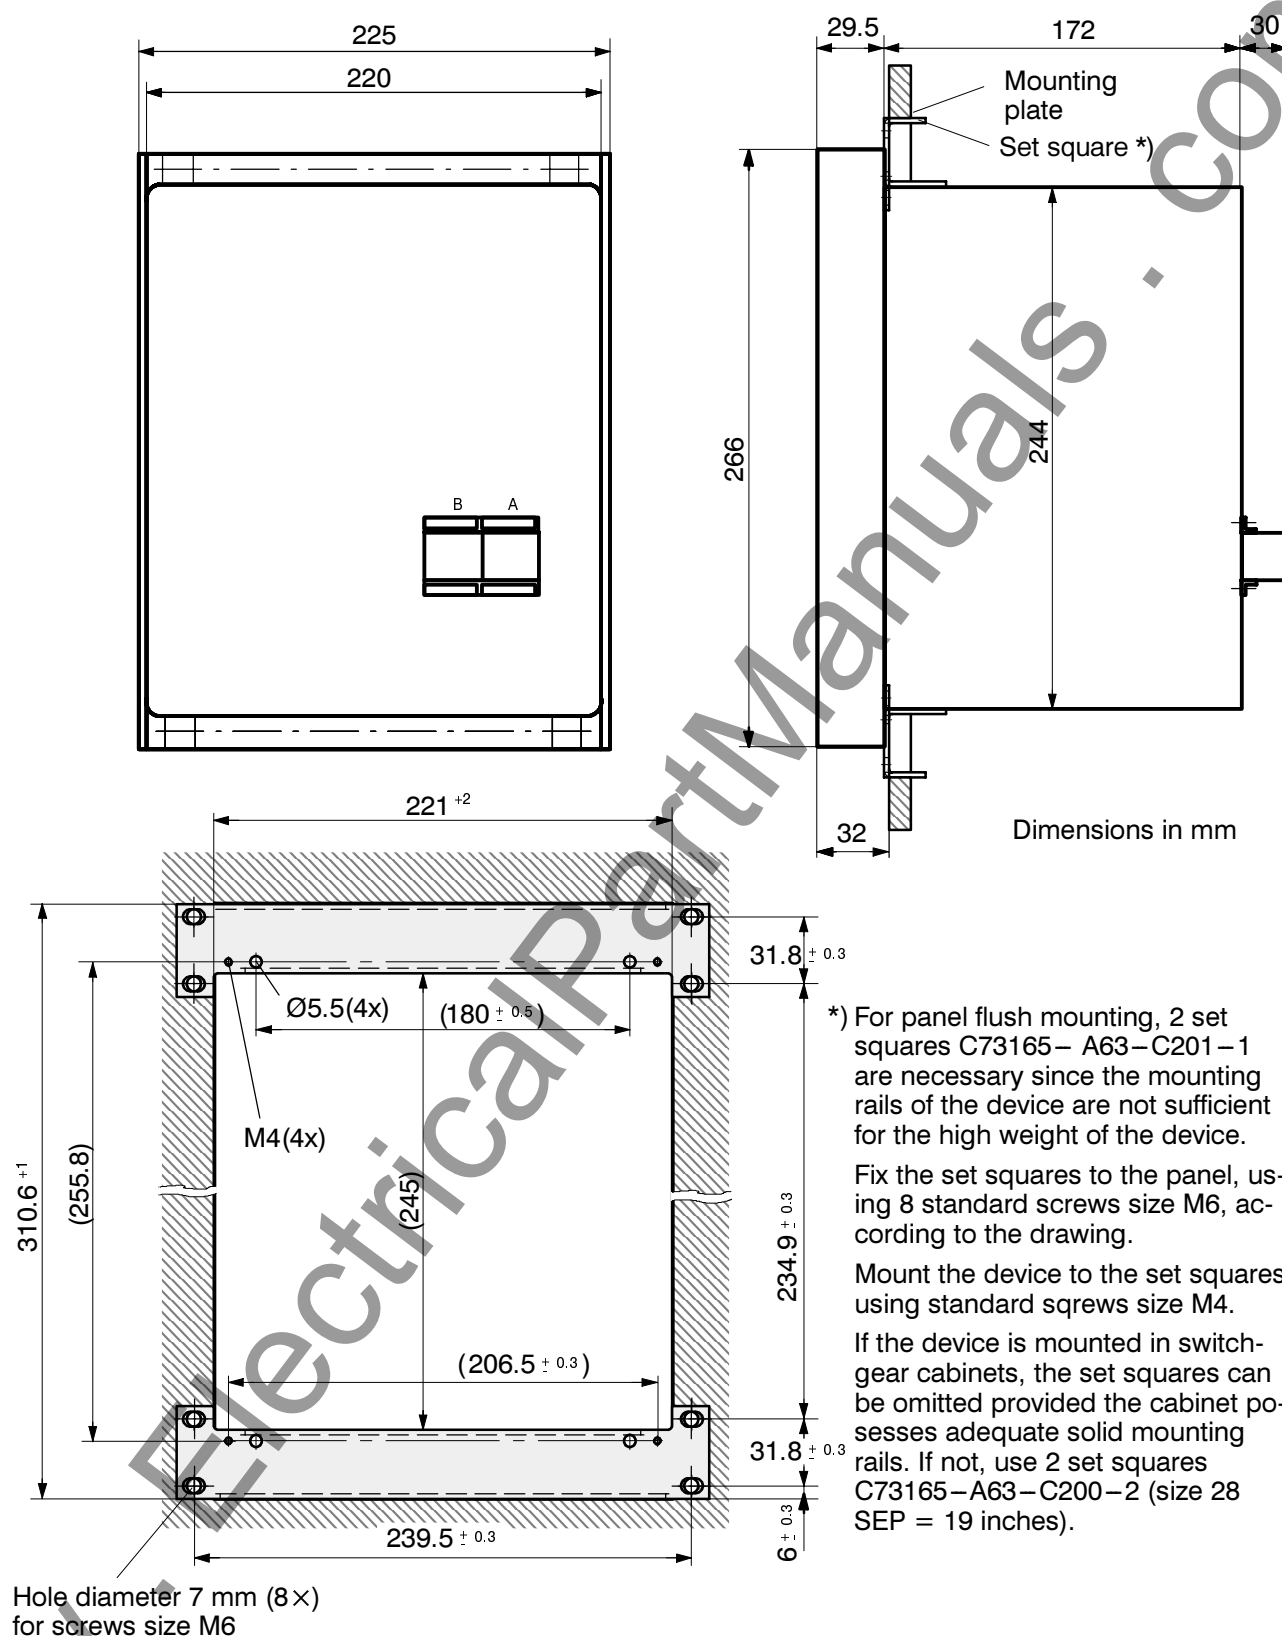 225
220
29.5
172
30
Mounting
plate
Set square *)
266
244
B A
32
Dimensions in mm
221 +2
31.8 ± 0.3
Ø5.5(4x)
(180 ± 0.5)
M4(4x)
310.6 +1
(255.8)
(245)
234.9 ± 0.3
(206.5 ± 0.3)
31.8 ± 0.3
6 ± 0.3
239.5 ± 0.3
Hole diameter 7 mm (8×)
for screws size M6
*) For panel flush mounting, 2 set
squares C73165– A63–C201–1
are necessary since the mounting
rails of the device are not sufficient
for the high weight of the device.
Fix the set squares to the panel, us-
ing 8 standard screws size M6, ac-
cording to the drawing.
Mount the device to the set squares
using standard sqrews size M4.
If the device is mounted in switch-
gear cabinets, the set squares can
be omitted provided the cabinet po-
sesses adequate solid mounting
rails. If not, use 2 set squares
C73165–A63–C200–2 (size 28
SEP = 19 inches).
. ElectricalPartManuals . com